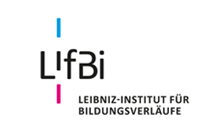 LIfBi
LEIBNIZ-INSTITUT FÜR
BILDUNGSVERLÄUFE